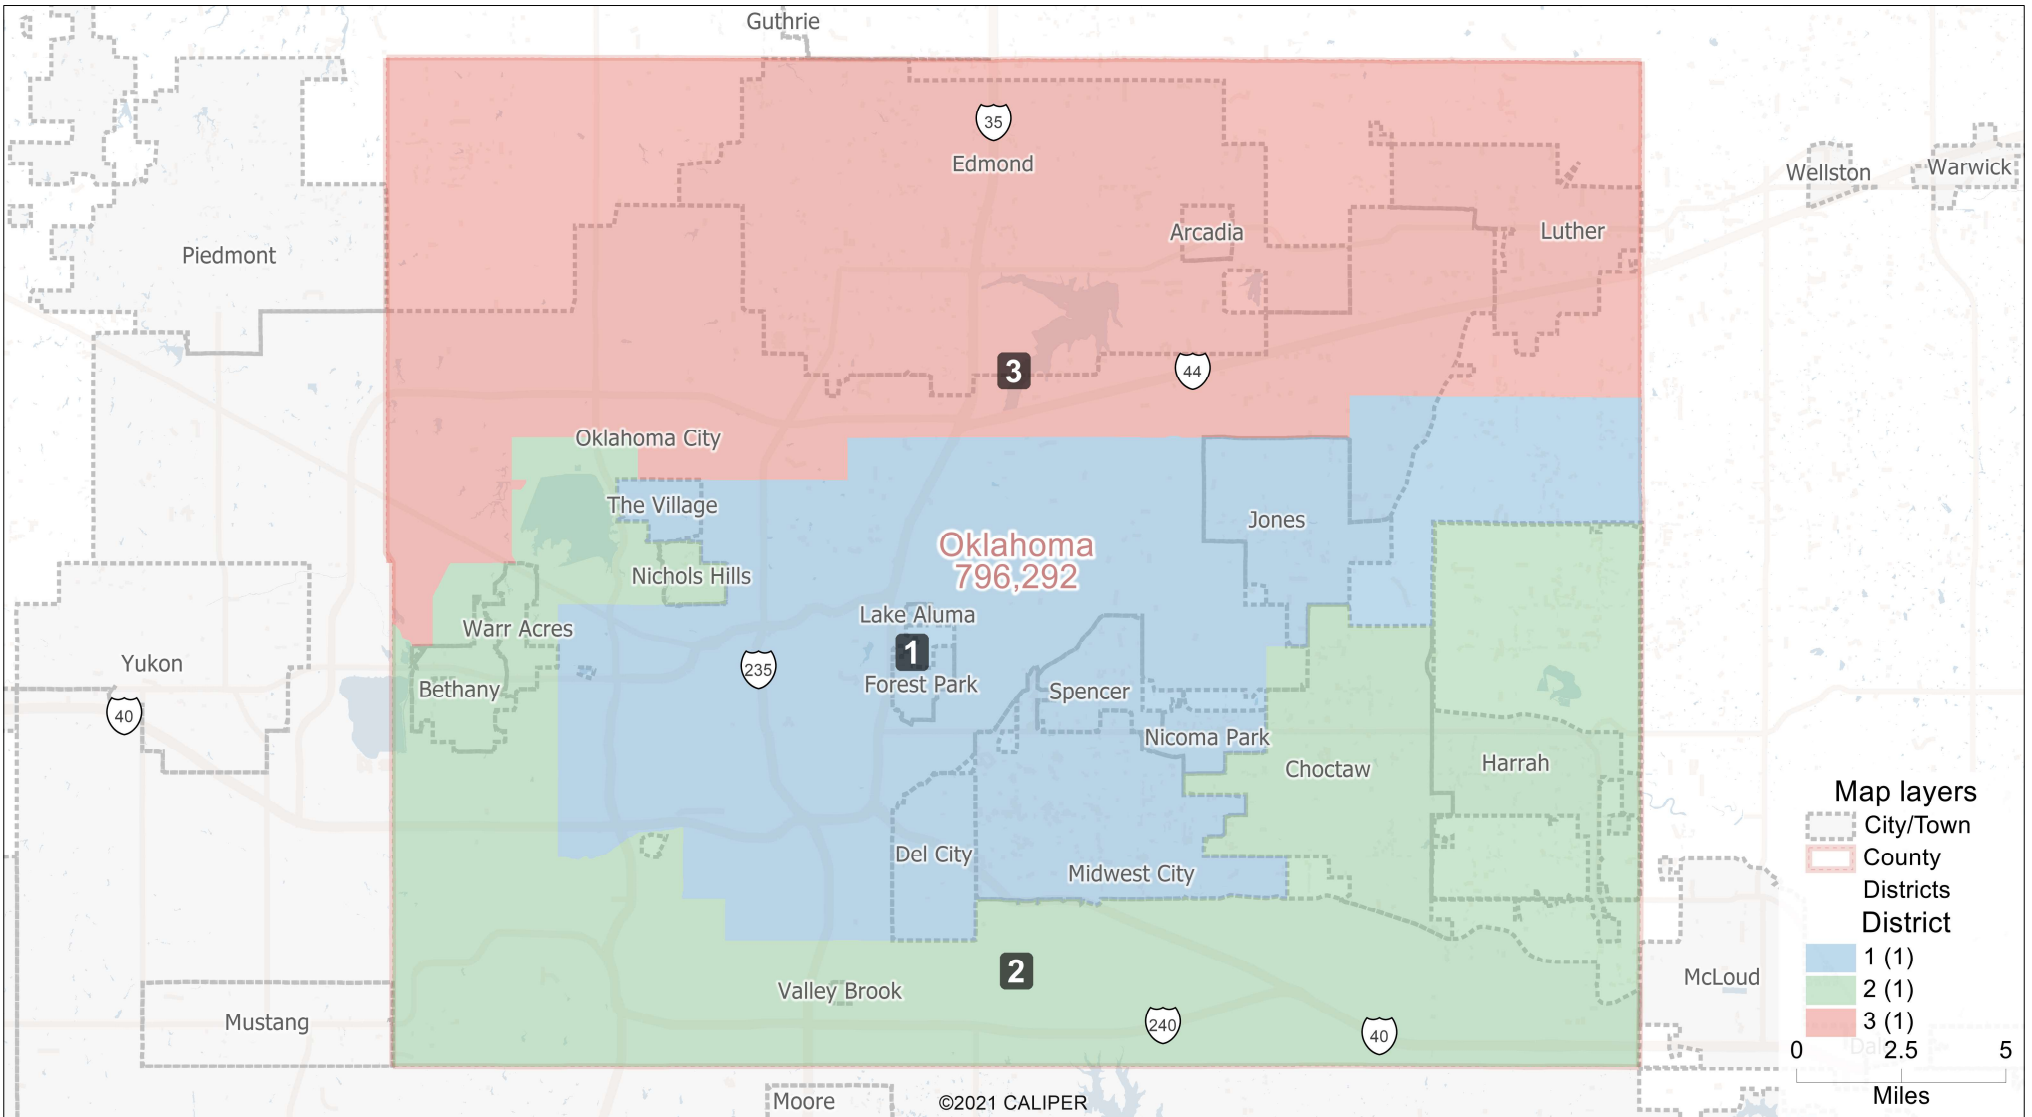 Guthrie
35
Edmond
Wellston
Warwick
Arcadia
Luther
Piedmont
3
44
Oklahoma City
The Village
Jones
Oklahoma
796,292
Nichols Hills
Lake Aluma
Warr Acres
1
Yukon
235
Forest Park
Bethany
Spencer
40
Nicoma Park
Choctaw
Harrah
Del City
Midwest City
2
Valley Brook
McLoud
Mustang
240
40
Moore
©2021 CALIPER
Map layers
City/Town
County
Districts
District
1 (1)
2 (1)
3 (1)
0 2.5 5
Miles